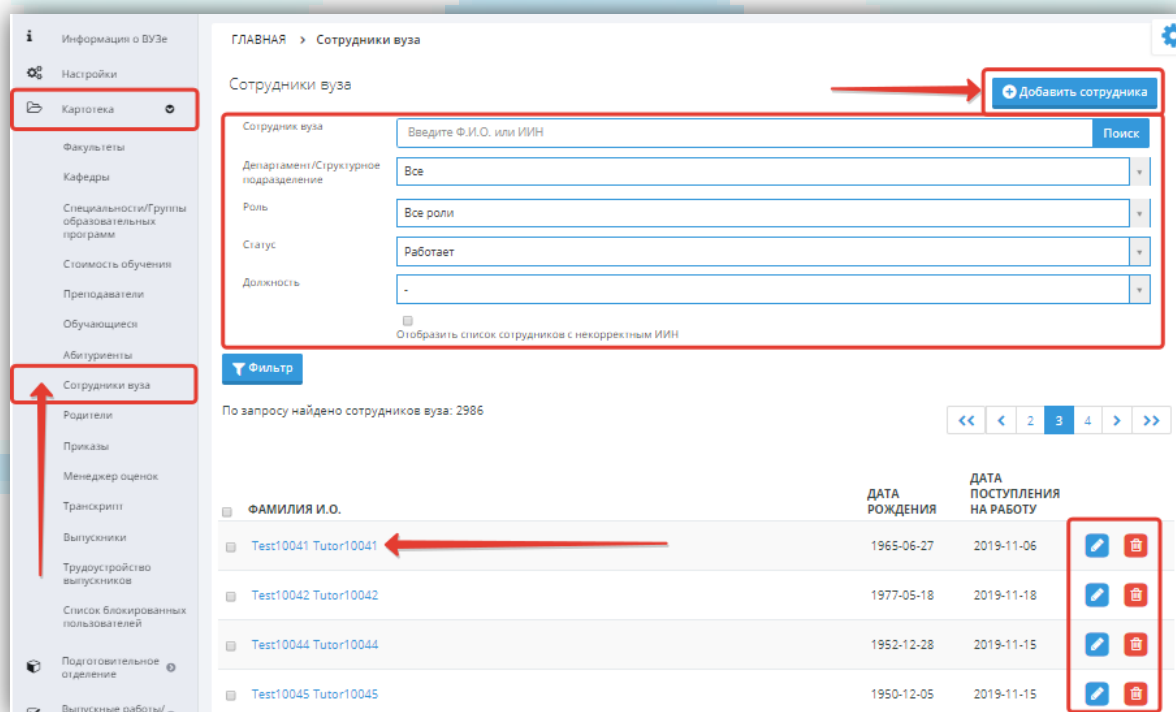 i Информация о ВУЗе
Настройки
Картотека
Факультеты
Кафедры
Специальности/Группы
образовательных
программ
Стоимость обучения
Преподаватели
Обучающиеся
Абитуриенты
Сотрудники вуза
Родители
Приказы
Менеджер оценок
Транскрипт
Выпускники
Трудоустройство
выпускников
Список блокированных
пользователей
Подготовительное
отделение
Выпускные работы/
ГЛАВНАЯ > Сотрудники вуза
Сотрудники вуза
Добавить сотрудника
Сотрудник вуза Введите Ф.И.О. или ИИН Поиск
Департамент/Структурное
подразделение
Все
Роль
Все роли
Статус
Работает
Должность
-
Отобразить список сотрудников с некорректным ИИН
Фильтр
По запросу найдено сотрудников вуза: 2986
<< < 2 3 4 > >>
ФАМИЛИЯ И.О.
ДАТА
РОЖДЕНИЯ
ДАТА
ПОСТУПЛЕНИЯ
НА РАБОТУ
Test10041 Tutor10041 1965-06-27 2019-11-06
Test10042 Tutor10042 1977-05-18 2019-11-18
Test10044 Tutor10044 1952-12-28 2019-11-15
Test10045 Tutor10045 1950-12-05 2019-11-15